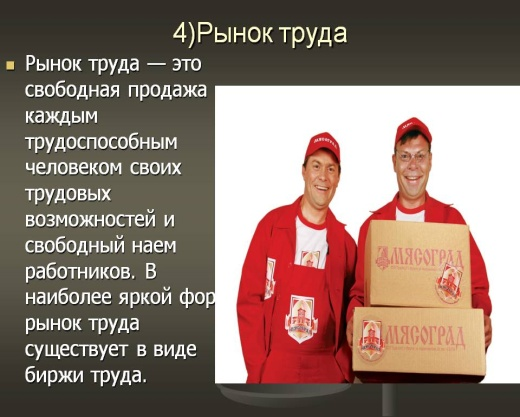 4)Рынок труда
Рынок труда — это
свободная продажа
каждым
трудоспособным
человеком своих
трудовых
возможностей и
свободный наем
работников. В
наиболее яркой фор
рынок труда
существует в виде
биржи труда.
МЯСОГРАД
МЯСОГРАД